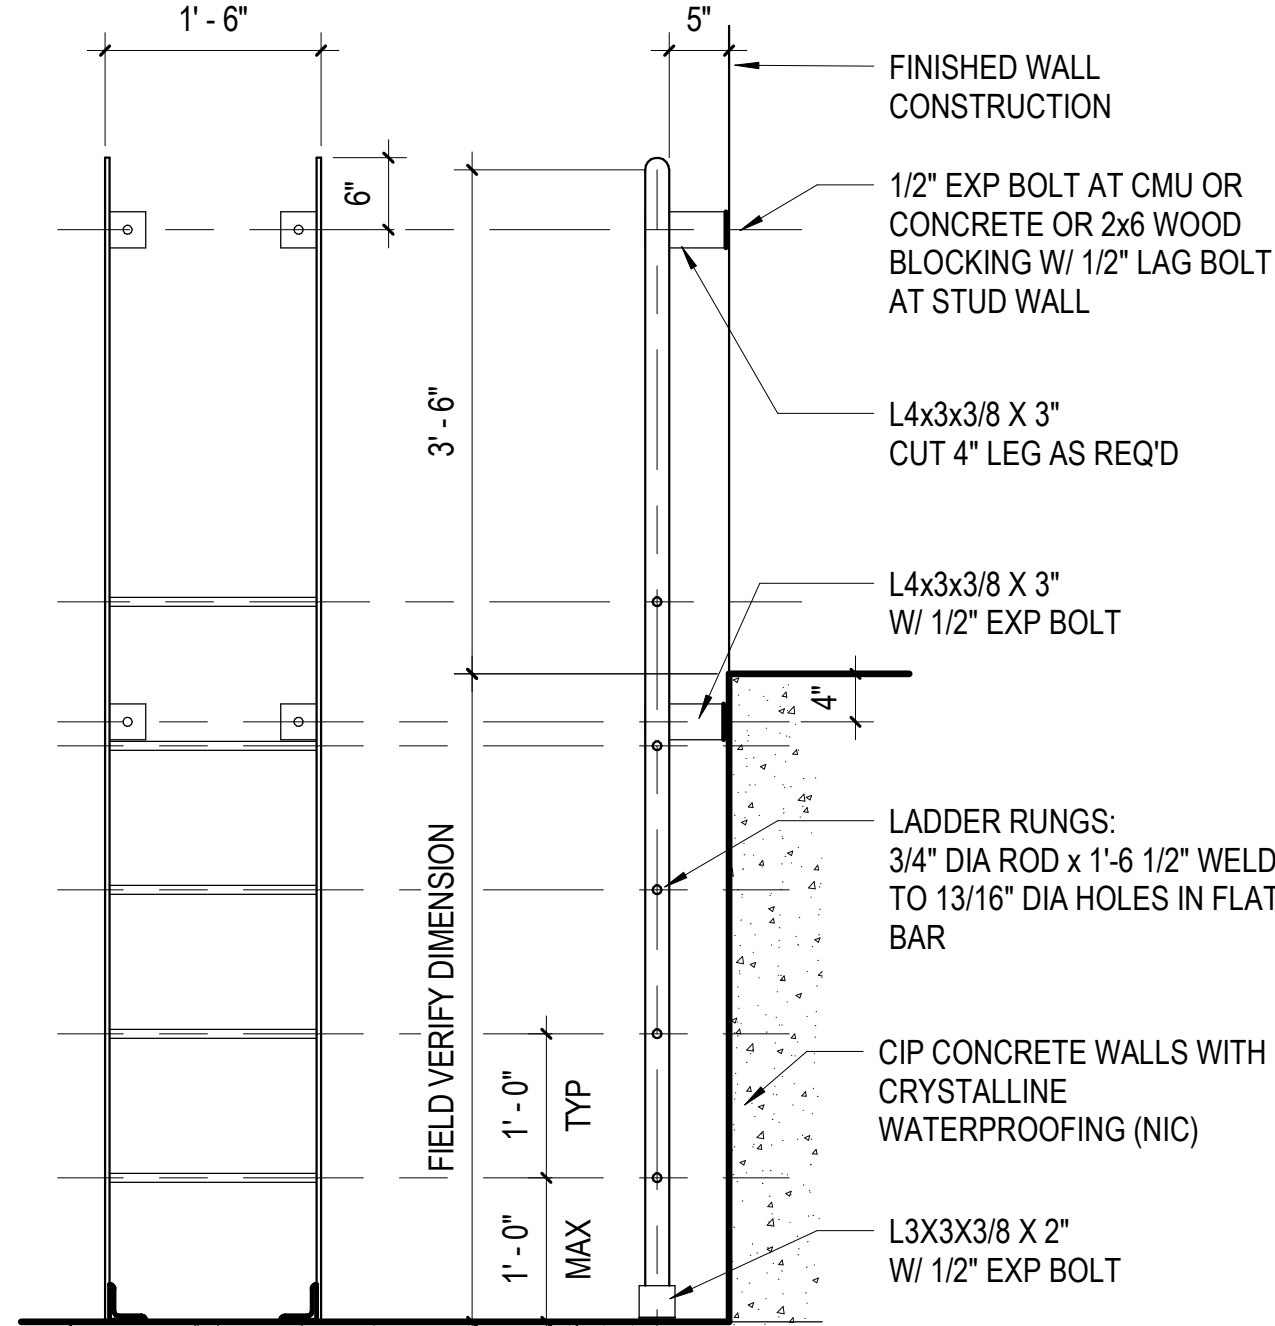 1' - 6"
5"
FINISHED WALL
CONSTRUCTION
6"
1/2" EXP BOLT AT CMU OR
CONCRETE OR 2x6 WOOD
BLOCKING W/ 1/2" LAG BOLT
AT STUD WALL
3' - 6"
L4x3x3/8 X 3"
CUT 4" LEG AS REQ'D
L4x3x3/8 X 3"
W/ 1/2" EXP BOLT
4"
FIELD VERIFY DIMENSION
LADDER RUNGS:
3/4" DIA ROD x 1'-6 1/2" WELD
TO 13/16" DIA HOLES IN FLAT
BAR
1' - 0"
TYP
CIP CONCRETE WALLS WITH
CRYSTALLINE
WATERPROOFING (NIC)
1' - 0"
MAX
L3X3X3/8 X 2"
W/ 1/2" EXP BOLT